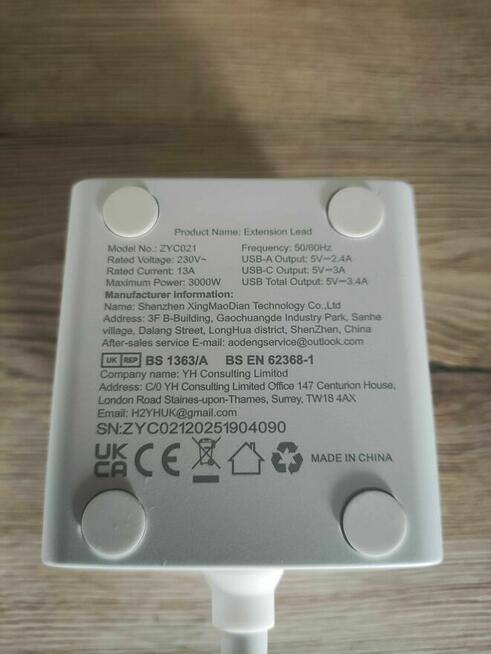 Product Name: Extension Lead
Model No.: ZYC021 Frequency: 50/60Hz
Rated Voltage: 230V~ USB-A Output: 5V⎓2.4A
Rated Current: 13A USB-C Output: 5V⎓3A
Maximum Power: 3000W USB Total Output: 5V⎓3.4A
Manufacturer information:
Name: Shenzhen XingMaoDian Technology Co.,Ltd
Address: 3F B-Building, Gaochuangde Industry Park, Sanhe
village, Dalang Street, LongHua district, ShenZhen, China
After-sales service E-mail: aodengservice@outlook.com
UK REP BS 1363/A BS EN 62368-1
Company name: YH Consulting Limitod
Address: C/0 YH Consulting Limited Office 147 Centurion House,
London Road Staines-upon-Thames, Surrey, TW18 4AX
Email: H2YHUK@gmail.com
SN:ZYC02120251904090
UK CA CE MADE IN CHINA